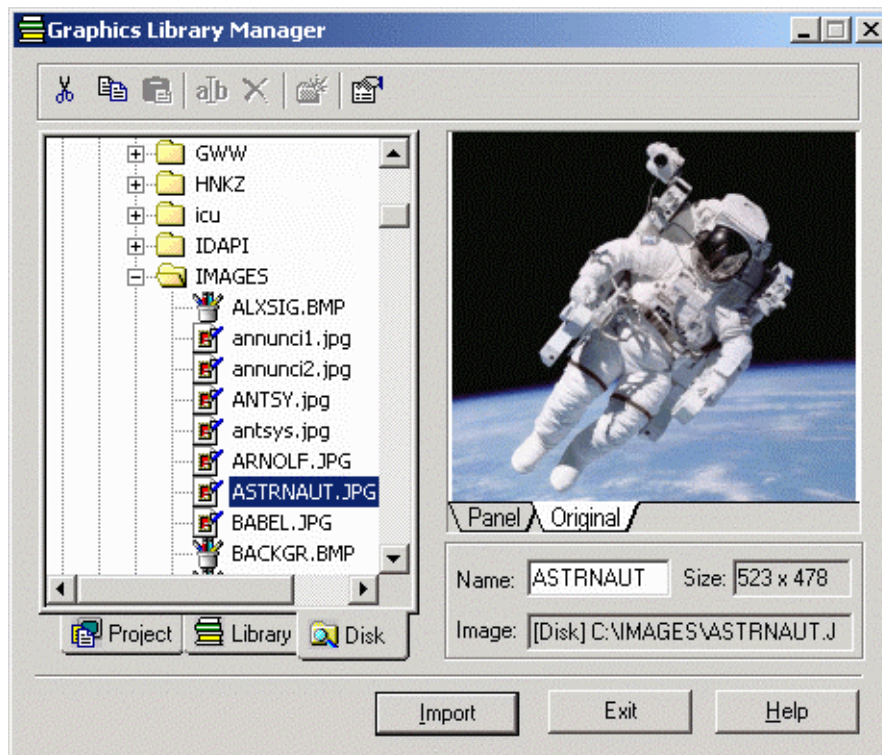 Graphics Library Manager
a]b
GWW
HNKZ
icu
IDAPI
IMAGES
ALXSIG.BMP
annunci1.jpg
annunci2.jpg
ANTSY.jpg
antsys.jpg
ARNOLF.JPG
ASTRNAUT.JPG
BABEL.JPG
BACKGR.BMP
Project Library Disk
Panel Original
Name: ASTRNAUT Size: 523 x 478
Image: [Disk] C:\IMAGES\ASTRNAUT.J
Import Exit Help